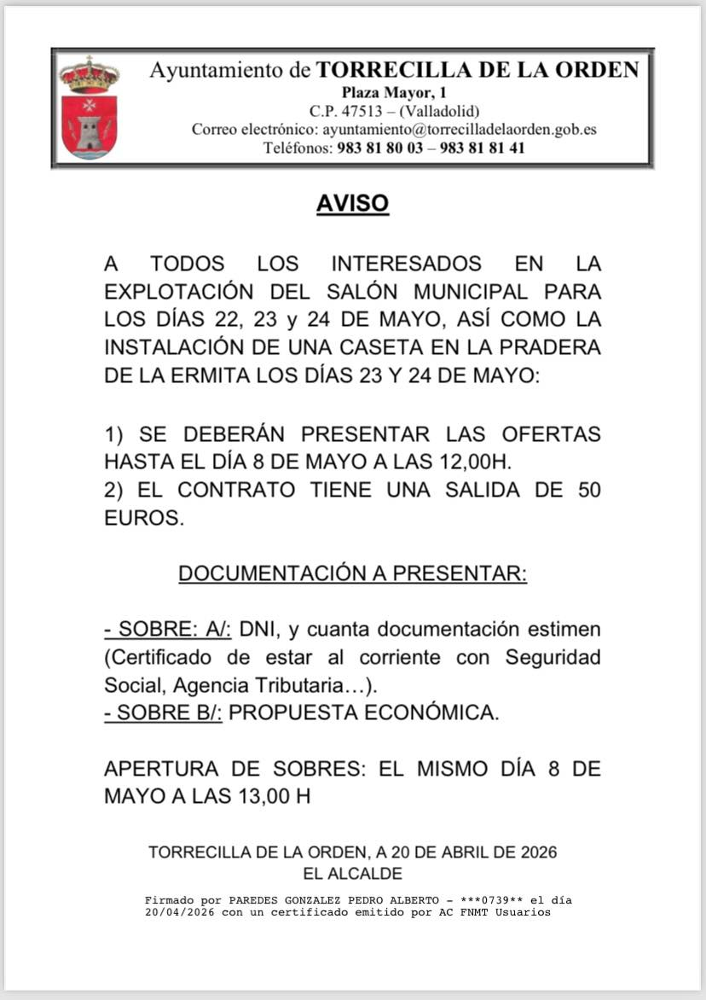 Ayuntamiento de TORRECILLA DE LA ORDEN
Plaza Mayor, 1
C.P. 47513 – (Valladolid)
Correo electrónico: ayuntamiento@torrecilladelaorden.gob.es
Teléfonos: 983 81 80 03 – 983 81 81 41
AVISO
A TODOS LOS INTERESADOS EN LA
EXPLOTACIÓN DEL SALÓN MUNICIPAL PARA
LOS DÍAS 22, 23 y 24 DE MAYO, ASÍ COMO LA
INSTALACIÓN DE UNA CASETA EN LA PRADERA
DE LA ERMITA LOS DÍAS 23 Y 24 DE MAYO:
1) SE DEBERÁN PRESENTAR LAS OFERTAS
HASTA EL DÍA 8 DE MAYO A LAS 12,00H.
2) EL CONTRATO TIENE UNA SALIDA DE 50
EUROS.
DOCUMENTACIÓN A PRESENTAR:
- SOBRE: A/: DNI, y cuanta documentación estimen
(Certificado de estar al corriente con Seguridad
Social, Agencia Tributaria…).
- SOBRE B/: PROPUESTA ECONÓMICA.
APERTURA DE SOBRES: EL MISMO DÍA 8 DE
MAYO A LAS 13,00 H
TORRECILLA DE LA ORDEN, A 20 DE ABRIL DE 2026
EL ALCALDE
Firmado por PAREDES GONZALEZ PEDRO ALBERTO - ***0739** el día
20/04/2026 con un certificado emitido por AC FNMT Usuarios